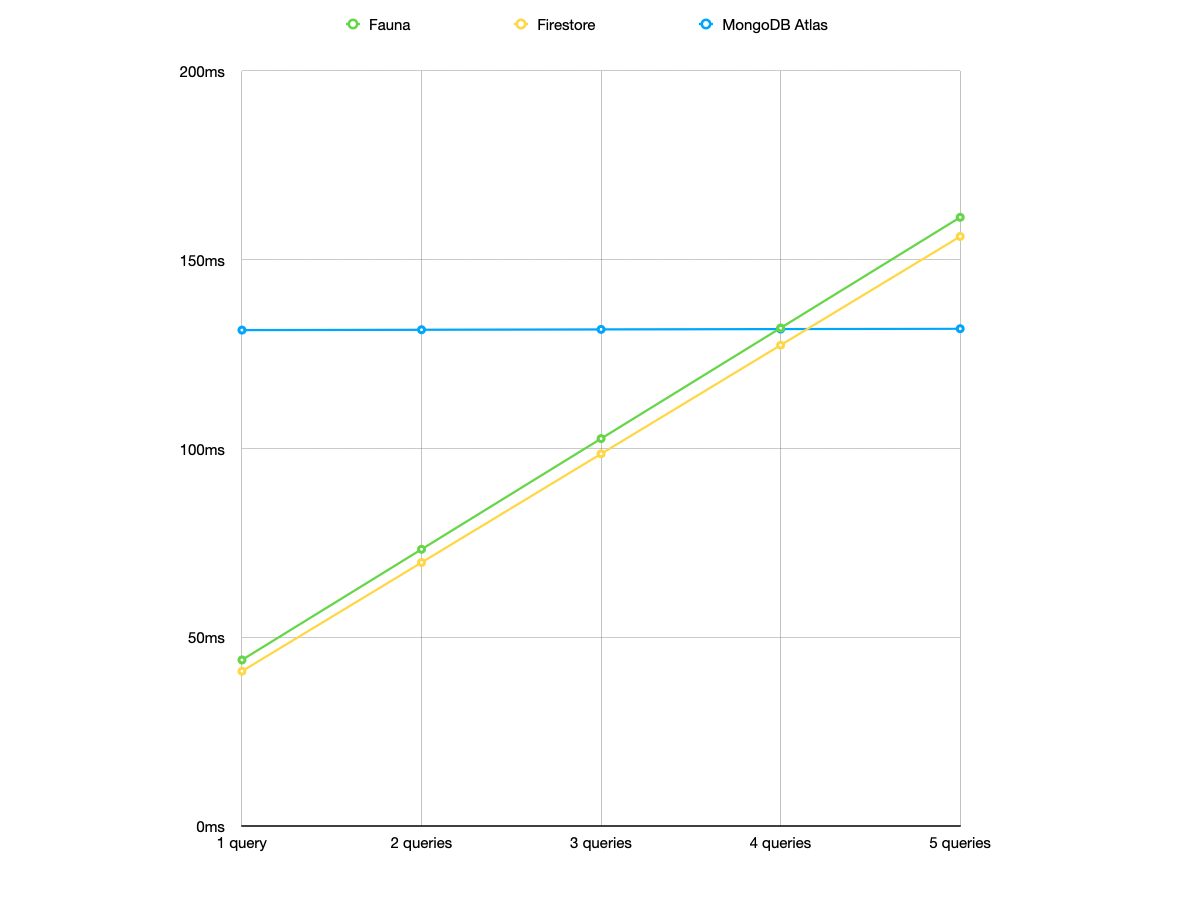 Fauna Firestore MongoDB Atlas
200ms
150ms
100ms
50ms
0ms
1 query 2 queries 3 queries 4 queries 5 queries